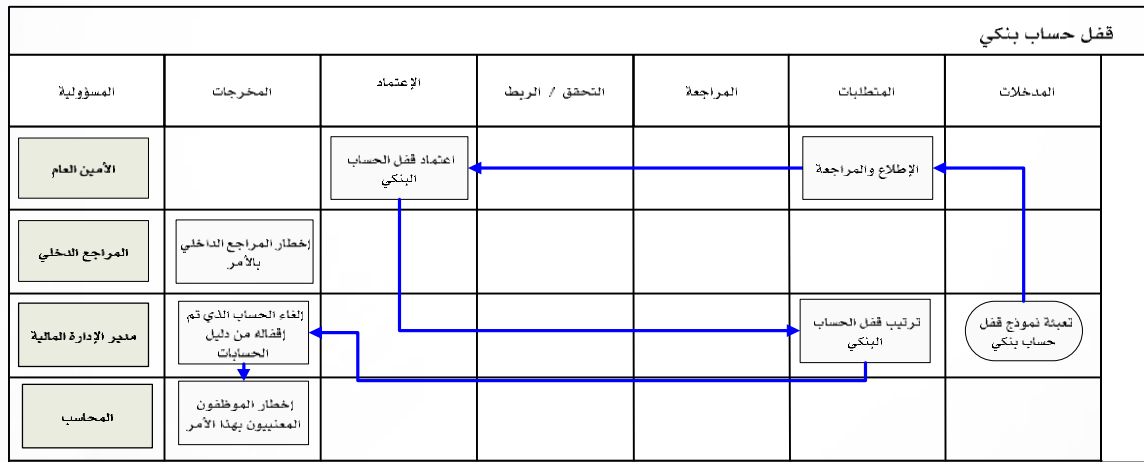 قفل حساب بنكي
المدخلات
المتطلبات
المراجعة
التحقق / الربط
الإعتماد
المخرجات
المسؤولية
الإطلاع والمراجعة
اعتماد قفل الحساب
البنكي
الأمين العام
إخطار المراجع الداخلي
بالأمر
المراجع الدخلي
تعبئة نموذج قفل
حساب بنكي
ترتيب قفل الحساب
البنكي
إلغاء الحساب الذي تم
إقفاله من دليل
الحسابات
مدير الإدارة المالية
إخطار الموظفون
المعنييون بهذا الأمر
المحاسب